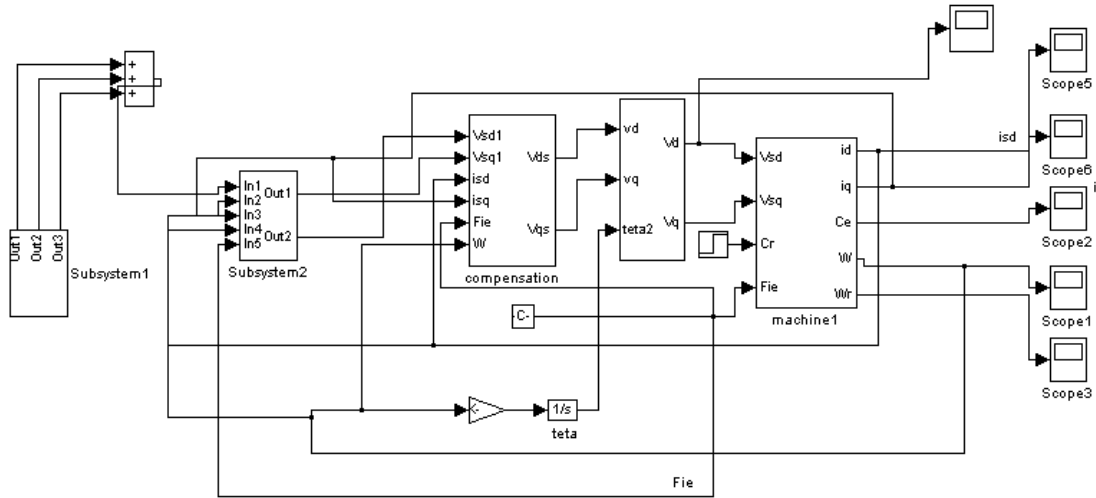 +
+
+
Out1
Out2
Out3
Subsystem1
In1
In2
In3
In4
In5
Out1
Out2
Subsystem2
Vsd1
Vsq1
isd
isq
Fie
W
Vds
Vqs
compensation
vd
vq
teta2
Vd
Vq
Vsd
Vsq
Cr
Fie
id
iq
Ce
W
Wr
machine1
isd
i
Scope5
Scope6
Scope2
Scope1
Scope3
-C-
1/s
teta
Fie